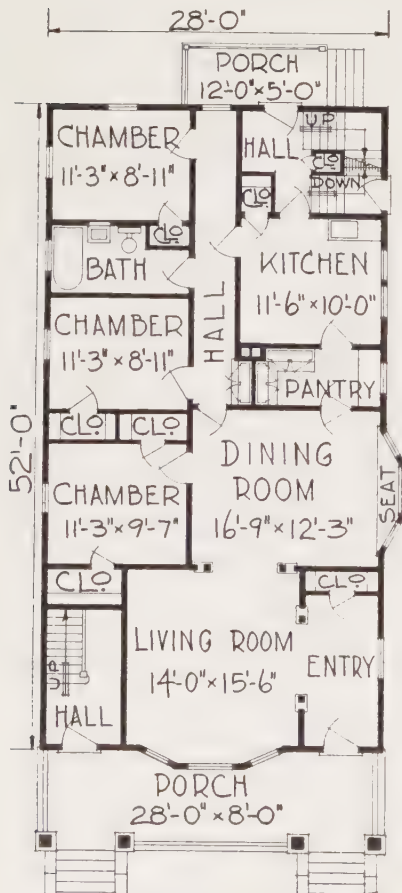 28'-0"
PORCH
12'-0"×5'-0"
CHAMBER
11'-3"×8'-11"
HALL
UP
CLO
DOWN
CLO
CLO
BATH
KITCHEN
11'-6"×10'-0"
HALL
CHAMBER
11'-3"×8'-11"
PANTRY
CLO
CLO
52'-0"
DINING
ROOM
16'-9"×12'-3"
SEAT
CHAMBER
11'-3"×9'-7"
CLO
CLO
LIVING ROOM
14'-0"×15'-6"
ENTRY
UP
HALL
PORCH
28'-0"×8'-0"